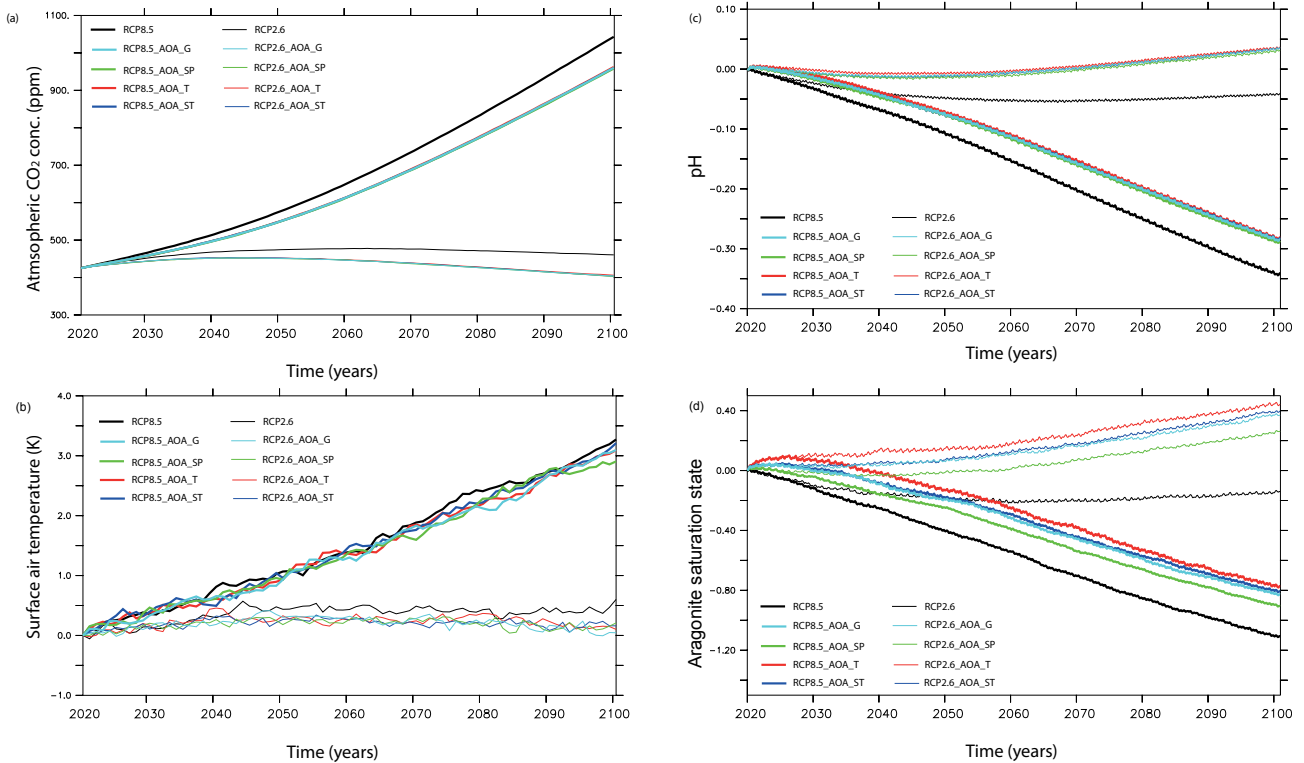 (a)
1100.
900.
700.
500.
300.
Atmsospheric CO2 conc. (ppm)
RCP8.5 RCP2.6
RCP8.5_AOA_G RCP2.6_AOA_G
RCP8.5_AOA_SP RCP2.6_AOA_SP
RCP8.5_AOA_T RCP2.6_AOA_T
RCP8.5_AOA_ST RCP2.6_AOA_ST
2020 2030 2040 2050 2060 2070 2080 2090 2100
Time (years)
(c)
0.10
0.00
−0.10
−0.20
−0.30
−0.40
pH
RCP8.5 RCP2.6
RCP8.5_AOA_G RCP2.6_AOA_G
RCP8.5_AOA_SP RCP2.6_AOA_SP
RCP8.5_AOA_T RCP2.6_AOA_T
RCP8.5_AOA_ST RCP2.6_AOA_ST
2020 2030 2040 2050 2060 2070 2080 2090 2100
Time (years)
(b)
4.0
3.0
2.0
1.0
0.0
−1.0
Surface air temperature (K)
RCP8.5 RCP2.6
RCP8.5_AOA_G RCP2.6_AOA_G
RCP8.5_AOA_SP RCP2.6_AOA_SP
RCP8.5_AOA_T RCP2.6_AOA_T
RCP8.5_AOA_ST RCP2.6_AOA_ST
2020 2030 2040 2050 2060 2070 2080 2090 2100
Time (years)
(d)
0.40
0.00
−0.40
−0.80
−1.20
Aragonite saturation state
RCP8.5 RCP2.6
RCP8.5_AOA_G RCP2.6_AOA_G
RCP8.5_AOA_SP RCP2.6_AOA_SP
RCP8.5_AOA_T RCP2.6_AOA_T
RCP8.5_AOA_ST RCP2.6_AOA_ST
2020 2030 2040 2050 2060 2070 2080 2090 2100
Time (years)